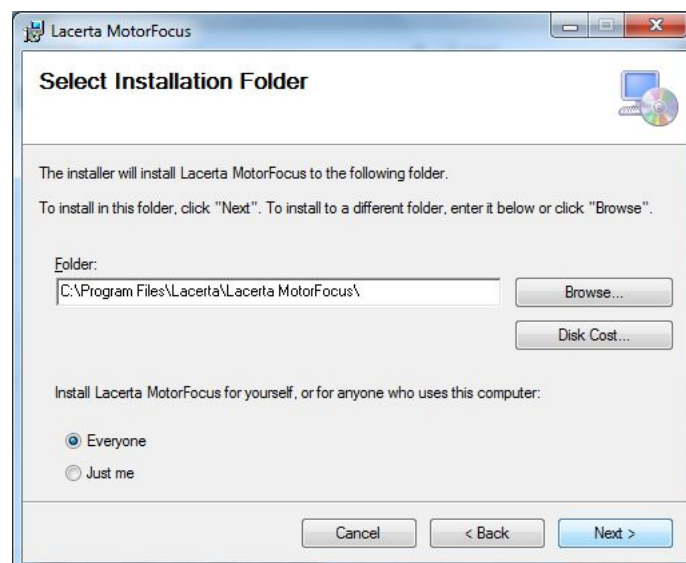 Lacerta MotorFocus
Select Installation Folder
The installer will install Lacerta MotorFocus to the following folder.
To install in this folder, click "Next". To install to a different folder, enter it below or click "Browse".
Folder:
C:\Program Files\Lacerta\Lacerta MotorFocus\
Browse...
Disk Cost...
Install Lacerta MotorFocus for yourself, or for anyone who uses this computer:
Everyone
Just me
Cancel
< Back
Next >